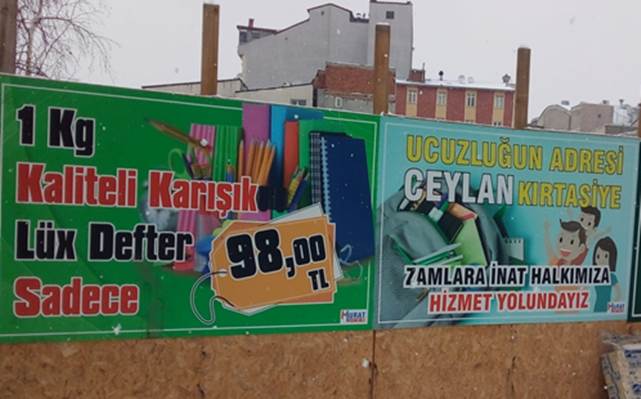 1 Kg
Kaliteli Karışık
Lüx Defter
Sadece
98,00
TL
MURAT
UCUZLUĞUN ADRESİ
CEYLAN KIRTASİYE
ZAMLARA İNAT HALKIMIZA
HİZMET YOLUNDAYIZ
MURAT